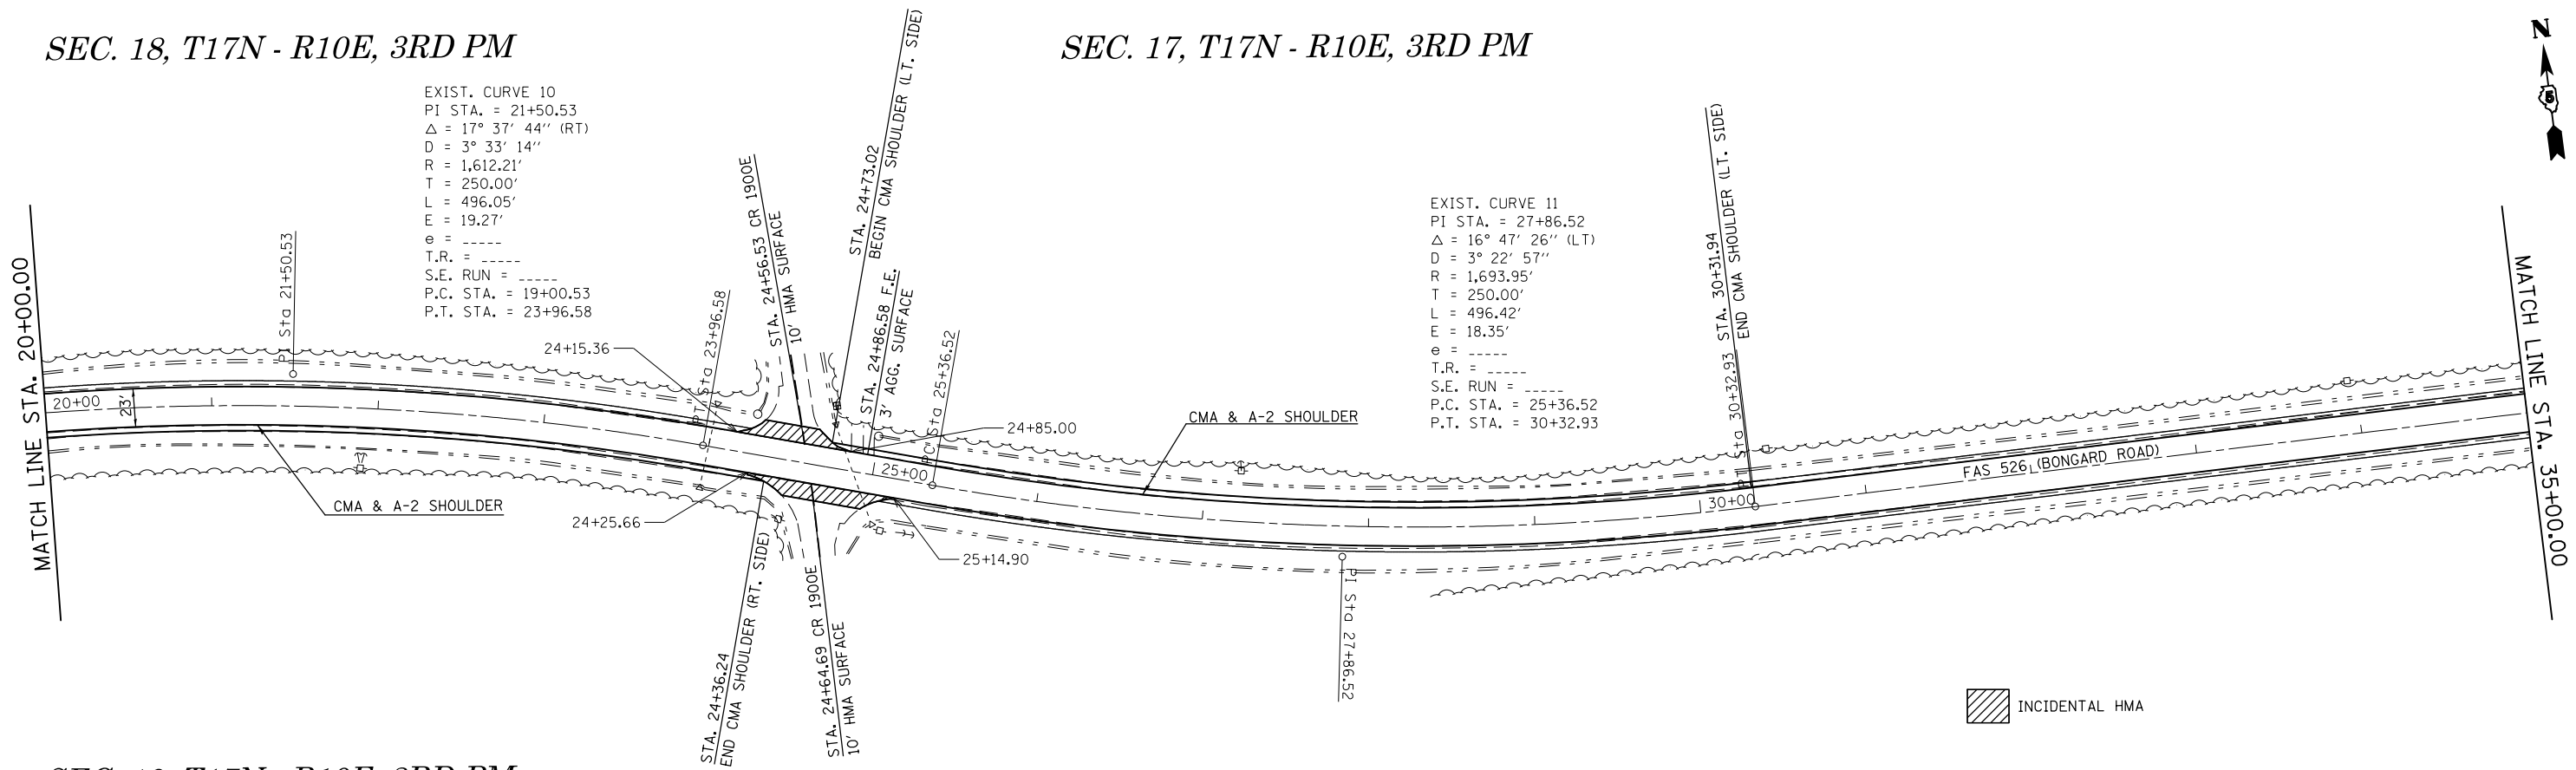 SEC. 18, T17N - R10E, 3RD PM
SEC. 17, T17N - R10E, 3RD PM
N
5
EXIST. CURVE 10
PI STA. = 21+50.53
Δ = 17° 37' 44'' (RT)
D = 3° 33' 14''
R = 1,612.21'
T = 250.00'
L = 496.05'
E = 19.27'
e = _____
T.R. = _____
S.E. RUN = _____
P.C. STA. = 19+00.53
P.T. STA. = 23+96.58
EXIST. CURVE 11
PI STA. = 27+86.52
Δ = 16° 47' 26'' (LT)
D = 3° 22' 57''
R = 1,693.95'
T = 250.00'
L = 496.42'
E = 18.35'
e = _____
T.R. = _____
S.E. RUN = _____
P.C. STA. = 25+36.52
P.T. STA. = 30+32.93
MATCH LINE STA. 20+00.00
PI Sta 21+50.53
PT Sta 23+96.58
STA. 24+56.53 CR 1900E
10' HMA SURFACE
STA. 24+73.02
BEGIN CMA SHOULDER (LT. SIDE)
STA. 24+86.58 F.E.
3' AGG. SURFACE
PC Sta 25+36.52
STA. 30+31.94
END CMA SHOULDER (LT. SIDE)
PT Sta 30+32.93
MATCH LINE STA. 35+00.00
24+15.36
20+00
23'
24+85.00
CMA & A-2 SHOULDER
25+00
FAS 526 (BONGARD ROAD)
30+00
CMA & A-2 SHOULDER
24+25.66
25+14.90
STA. 24+36.24
END CMA SHOULDER (RT. SIDE)
STA. 24+64.69 CR 1900E
10' HMA SURFACE
PI Sta 27+86.52
INCIDENTAL HMA